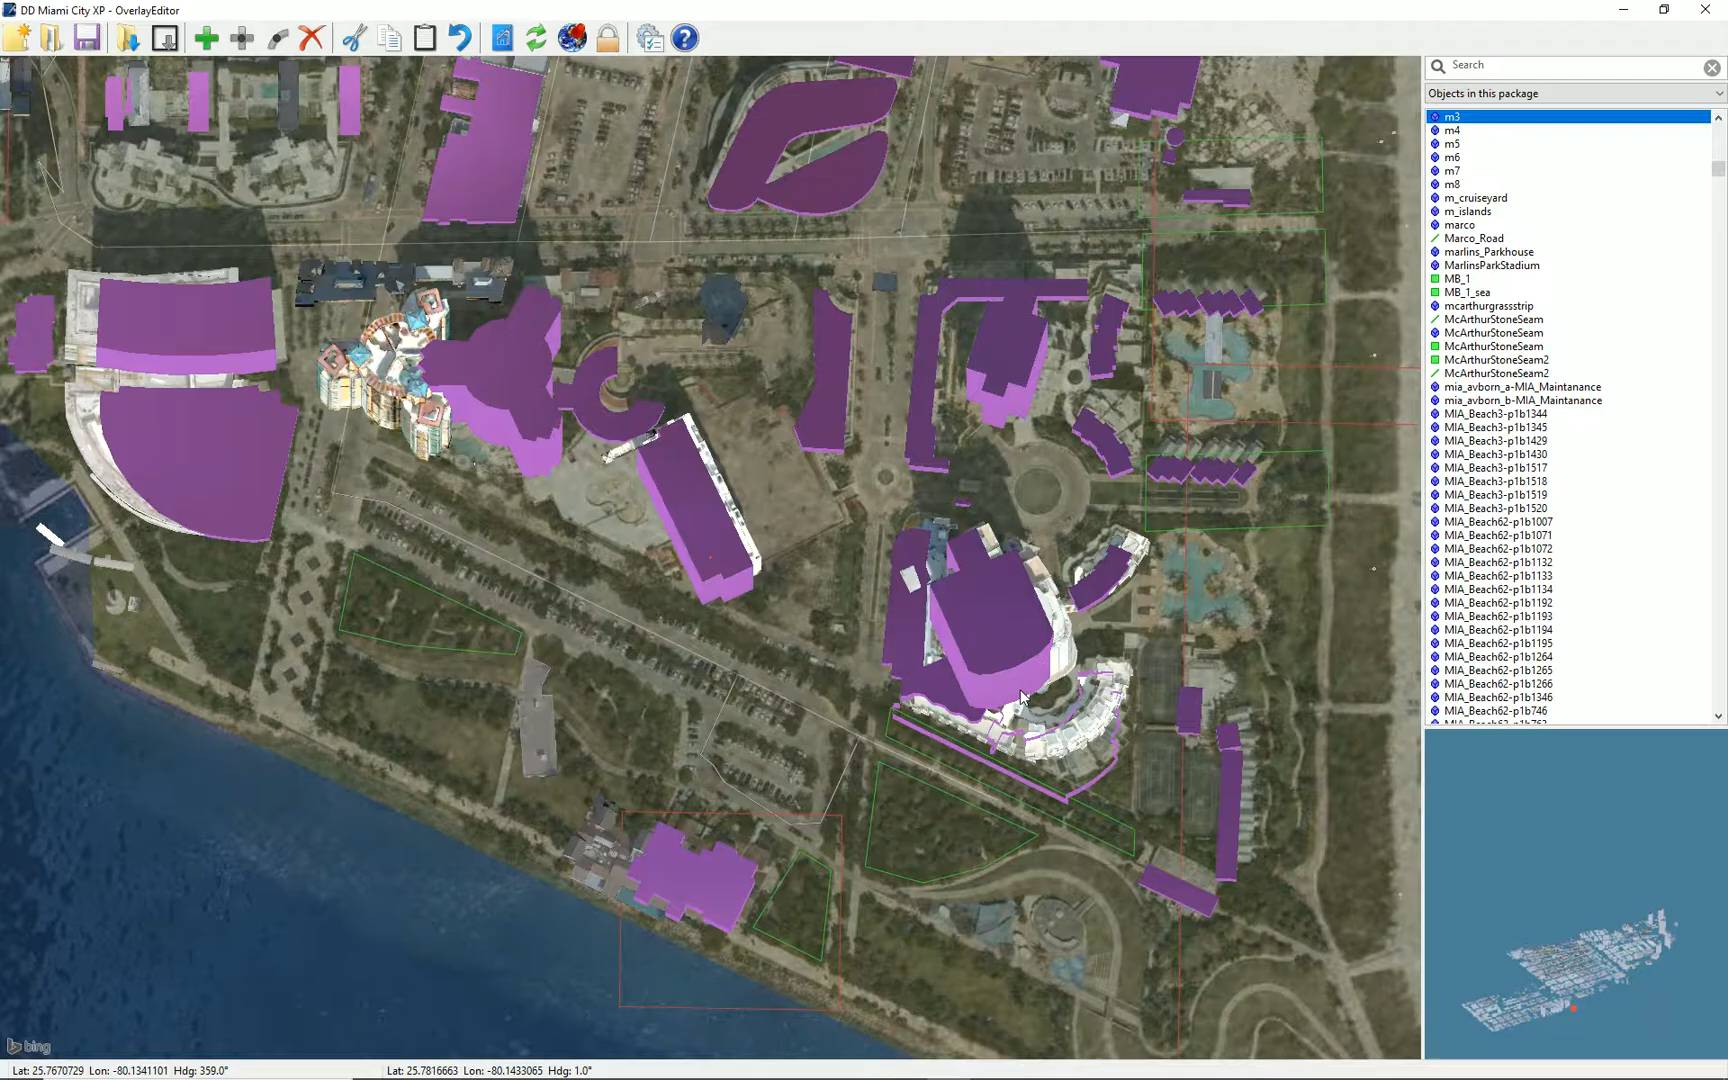 DD Miami City XP - OverlayEditor
Search
Objects in this package
m3
m4
m5
m6
m7
m8
m_cruiseyard
m_islands
marco
Marco_Road
marlins_Parkhouse
MarlinsParkStadium
MB_1
MB_1_sea
mcarthurgrassstrip
McArthurStoneSeam
McArthurStoneSeam
McArthurStoneSeam
McArthurStoneSeam2
McArthurStoneSeam2
mia_avborn_a-MIA_Maintanance
mia_avborn_b-MIA_Maintanance
MIA_Beach3-p1b1344
MIA_Beach3-p1b1345
MIA_Beach3-p1b1429
MIA_Beach3-p1b1430
MIA_Beach3-p1b1517
MIA_Beach3-p1b1518
MIA_Beach3-p1b1519
MIA_Beach3-p1b1520
MIA_Beach62-p1b1007
MIA_Beach62-p1b1071
MIA_Beach62-p1b1072
MIA_Beach62-p1b1132
MIA_Beach62-p1b1133
MIA_Beach62-p1b1134
MIA_Beach62-p1b1192
MIA_Beach62-p1b1193
MIA_Beach62-p1b1194
MIA_Beach62-p1b1195
MIA_Beach62-p1b1264
MIA_Beach62-p1b1265
MIA_Beach62-p1b1266
MIA_Beach62-p1b1346
MIA_Beach62-p1b746
bing
Lat: 25.7670729 Lon: -80.1341101 Hdg: 359.0° Lat: 25.7816663 Lon: -80.1433065 Hdg: 1.0°